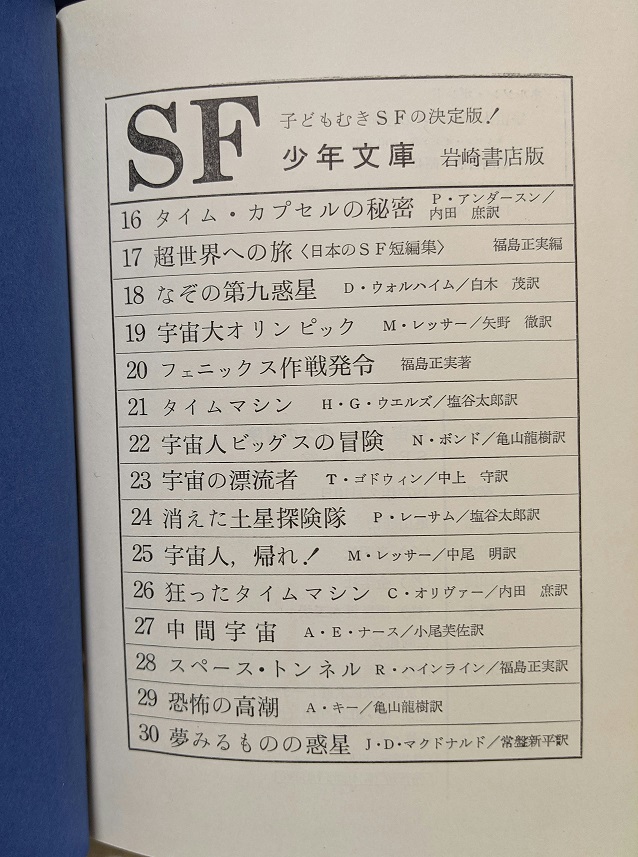 SF
子どもむきSFの決定版!
少年文庫 岩崎書店版
16 タイム・カプセルの秘密 P・アンダースン/内田 庶訳
17 超世界への旅〈日本のSF短編集〉 福島正実編
18 なぞの第九惑星 D・ウォルハイム/白木 茂訳
19 宇宙大オリンピック M・レッサー/矢野 徹訳
20 フェニックス作戦発令 福島正実著
21 タイムマシン H・G・ウエルズ/塩谷太郎訳
22 宇宙人ビッグスの冒険 N・ボンド/亀山龍樹訳
23 宇宙の漂流者 T・ゴドウィン/中上 守訳
24 消えた土星探険隊 P・レーサム/塩谷太郎訳
25 宇宙人,帰れ! M・レッサー/中尾 明訳
26 狂ったタイムマシン C・オリヴァー/内田 庶訳
27 中間宇宙 A・E・ナース/小尾芙佐訳
28 スペース・トンネル R・ハインライン/福島正実訳
29 恐怖の高潮 A・キー/亀山龍樹訳
30 夢みるものの惑星 J・D・マクドナルド/常盤新平訳